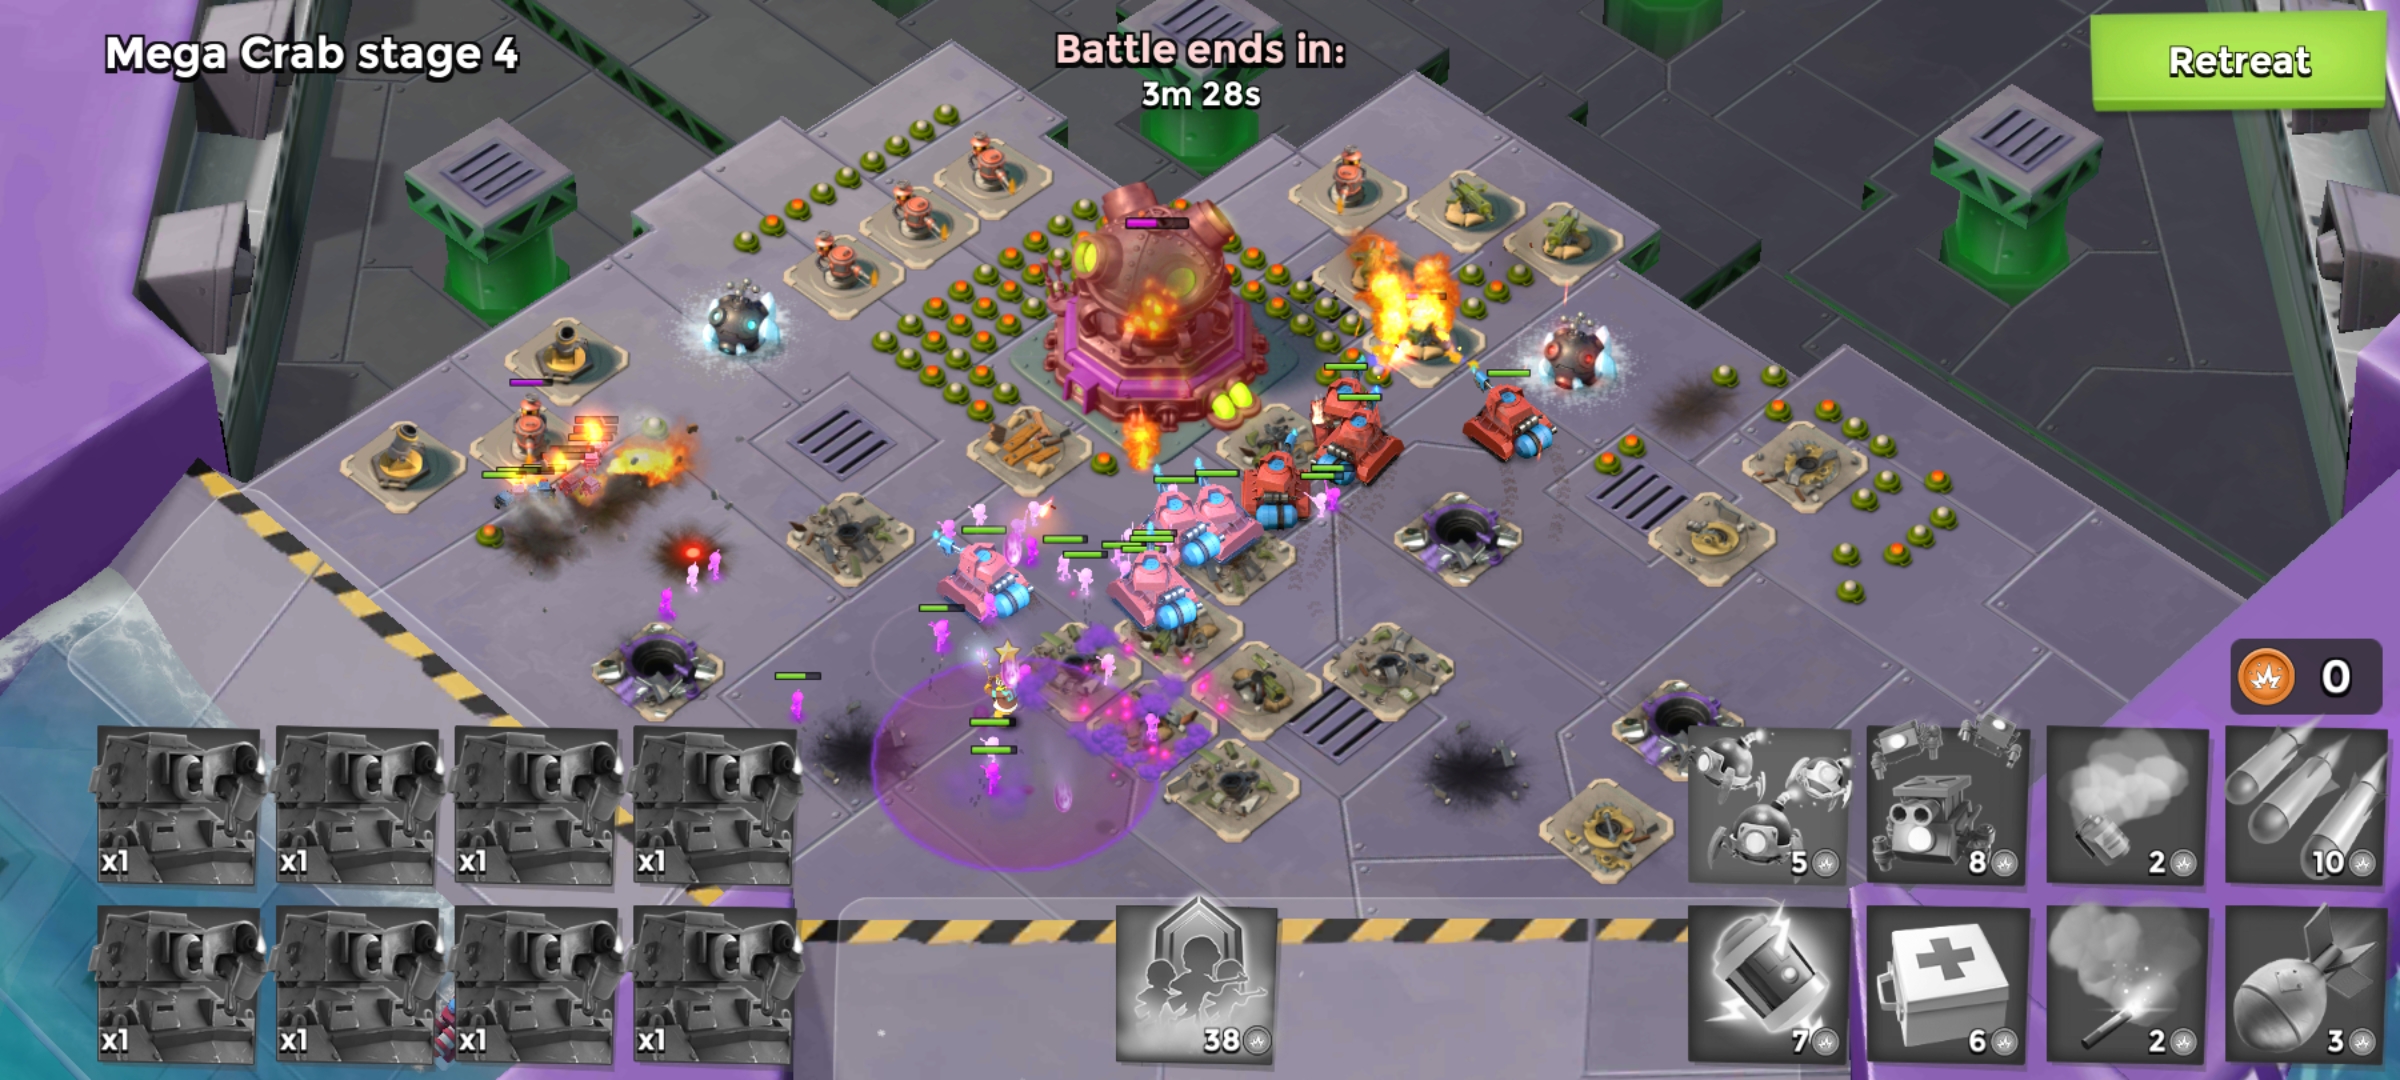 Mega Crab stage 4
Battle ends in:
3m 28s
Retreat
0
x1
x1
x1
x1
5
8
2
10
x1
x1
x1
x1
38
7
6
2
3